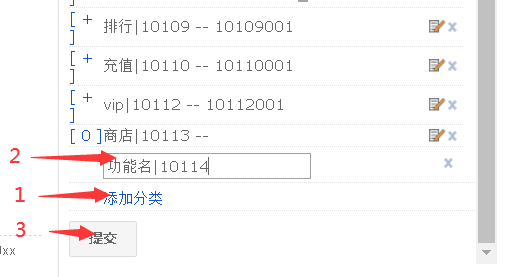 [ +
]
排行|10109 -- 10109001
[ +
]
充值|10110 -- 10110001
[ +
]
vip|10112 -- 10112001
[ 0 ]商店|10113 --
2
功能名|10114
1
添加分类
3
提交